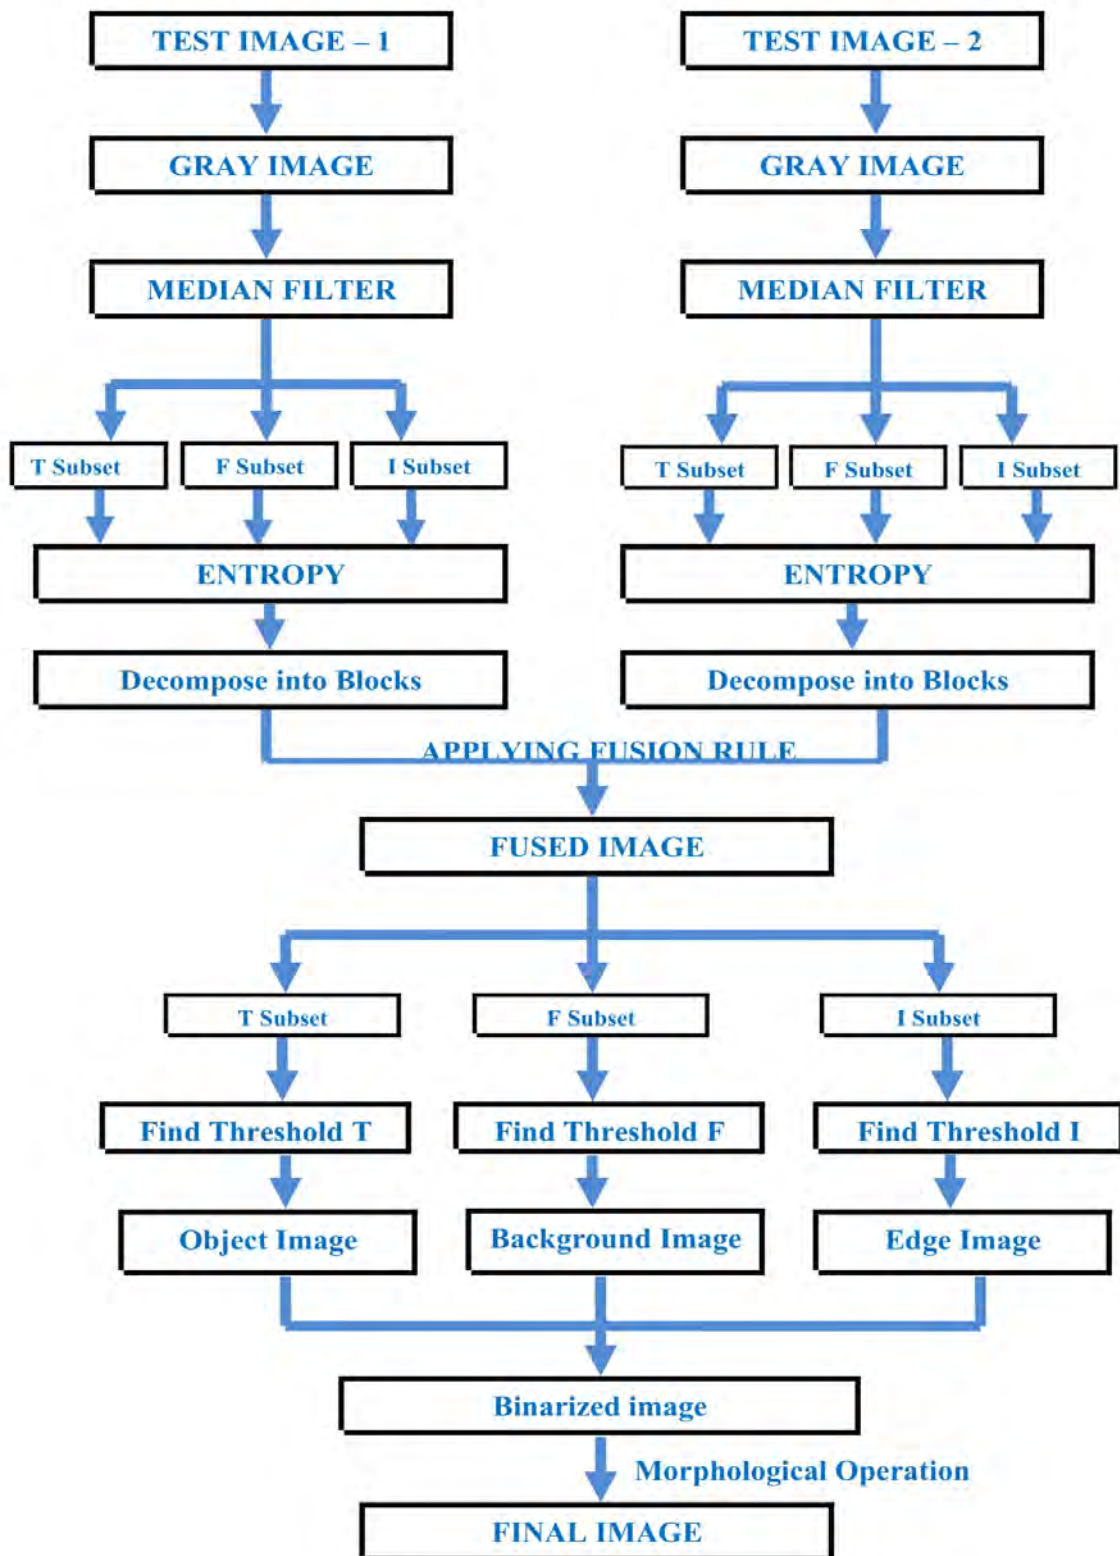 TEST IMAGE – 1
TEST IMAGE – 2
GRAY IMAGE
GRAY IMAGE
MEDIAN FILTER
MEDIAN FILTER
T Subset
F Subset
I Subset
T Subset
F Subset
I Subset
ENTROPY
ENTROPY
Decompose into Blocks
Decompose into Blocks
APPLYING FUSION RULE
FUSED IMAGE
T Subset
F Subset
I Subset
Find Threshold T
Find Threshold F
Find Threshold I
Object Image
Background Image
Edge Image
Binarized image
Morphological Operation
FINAL IMAGE